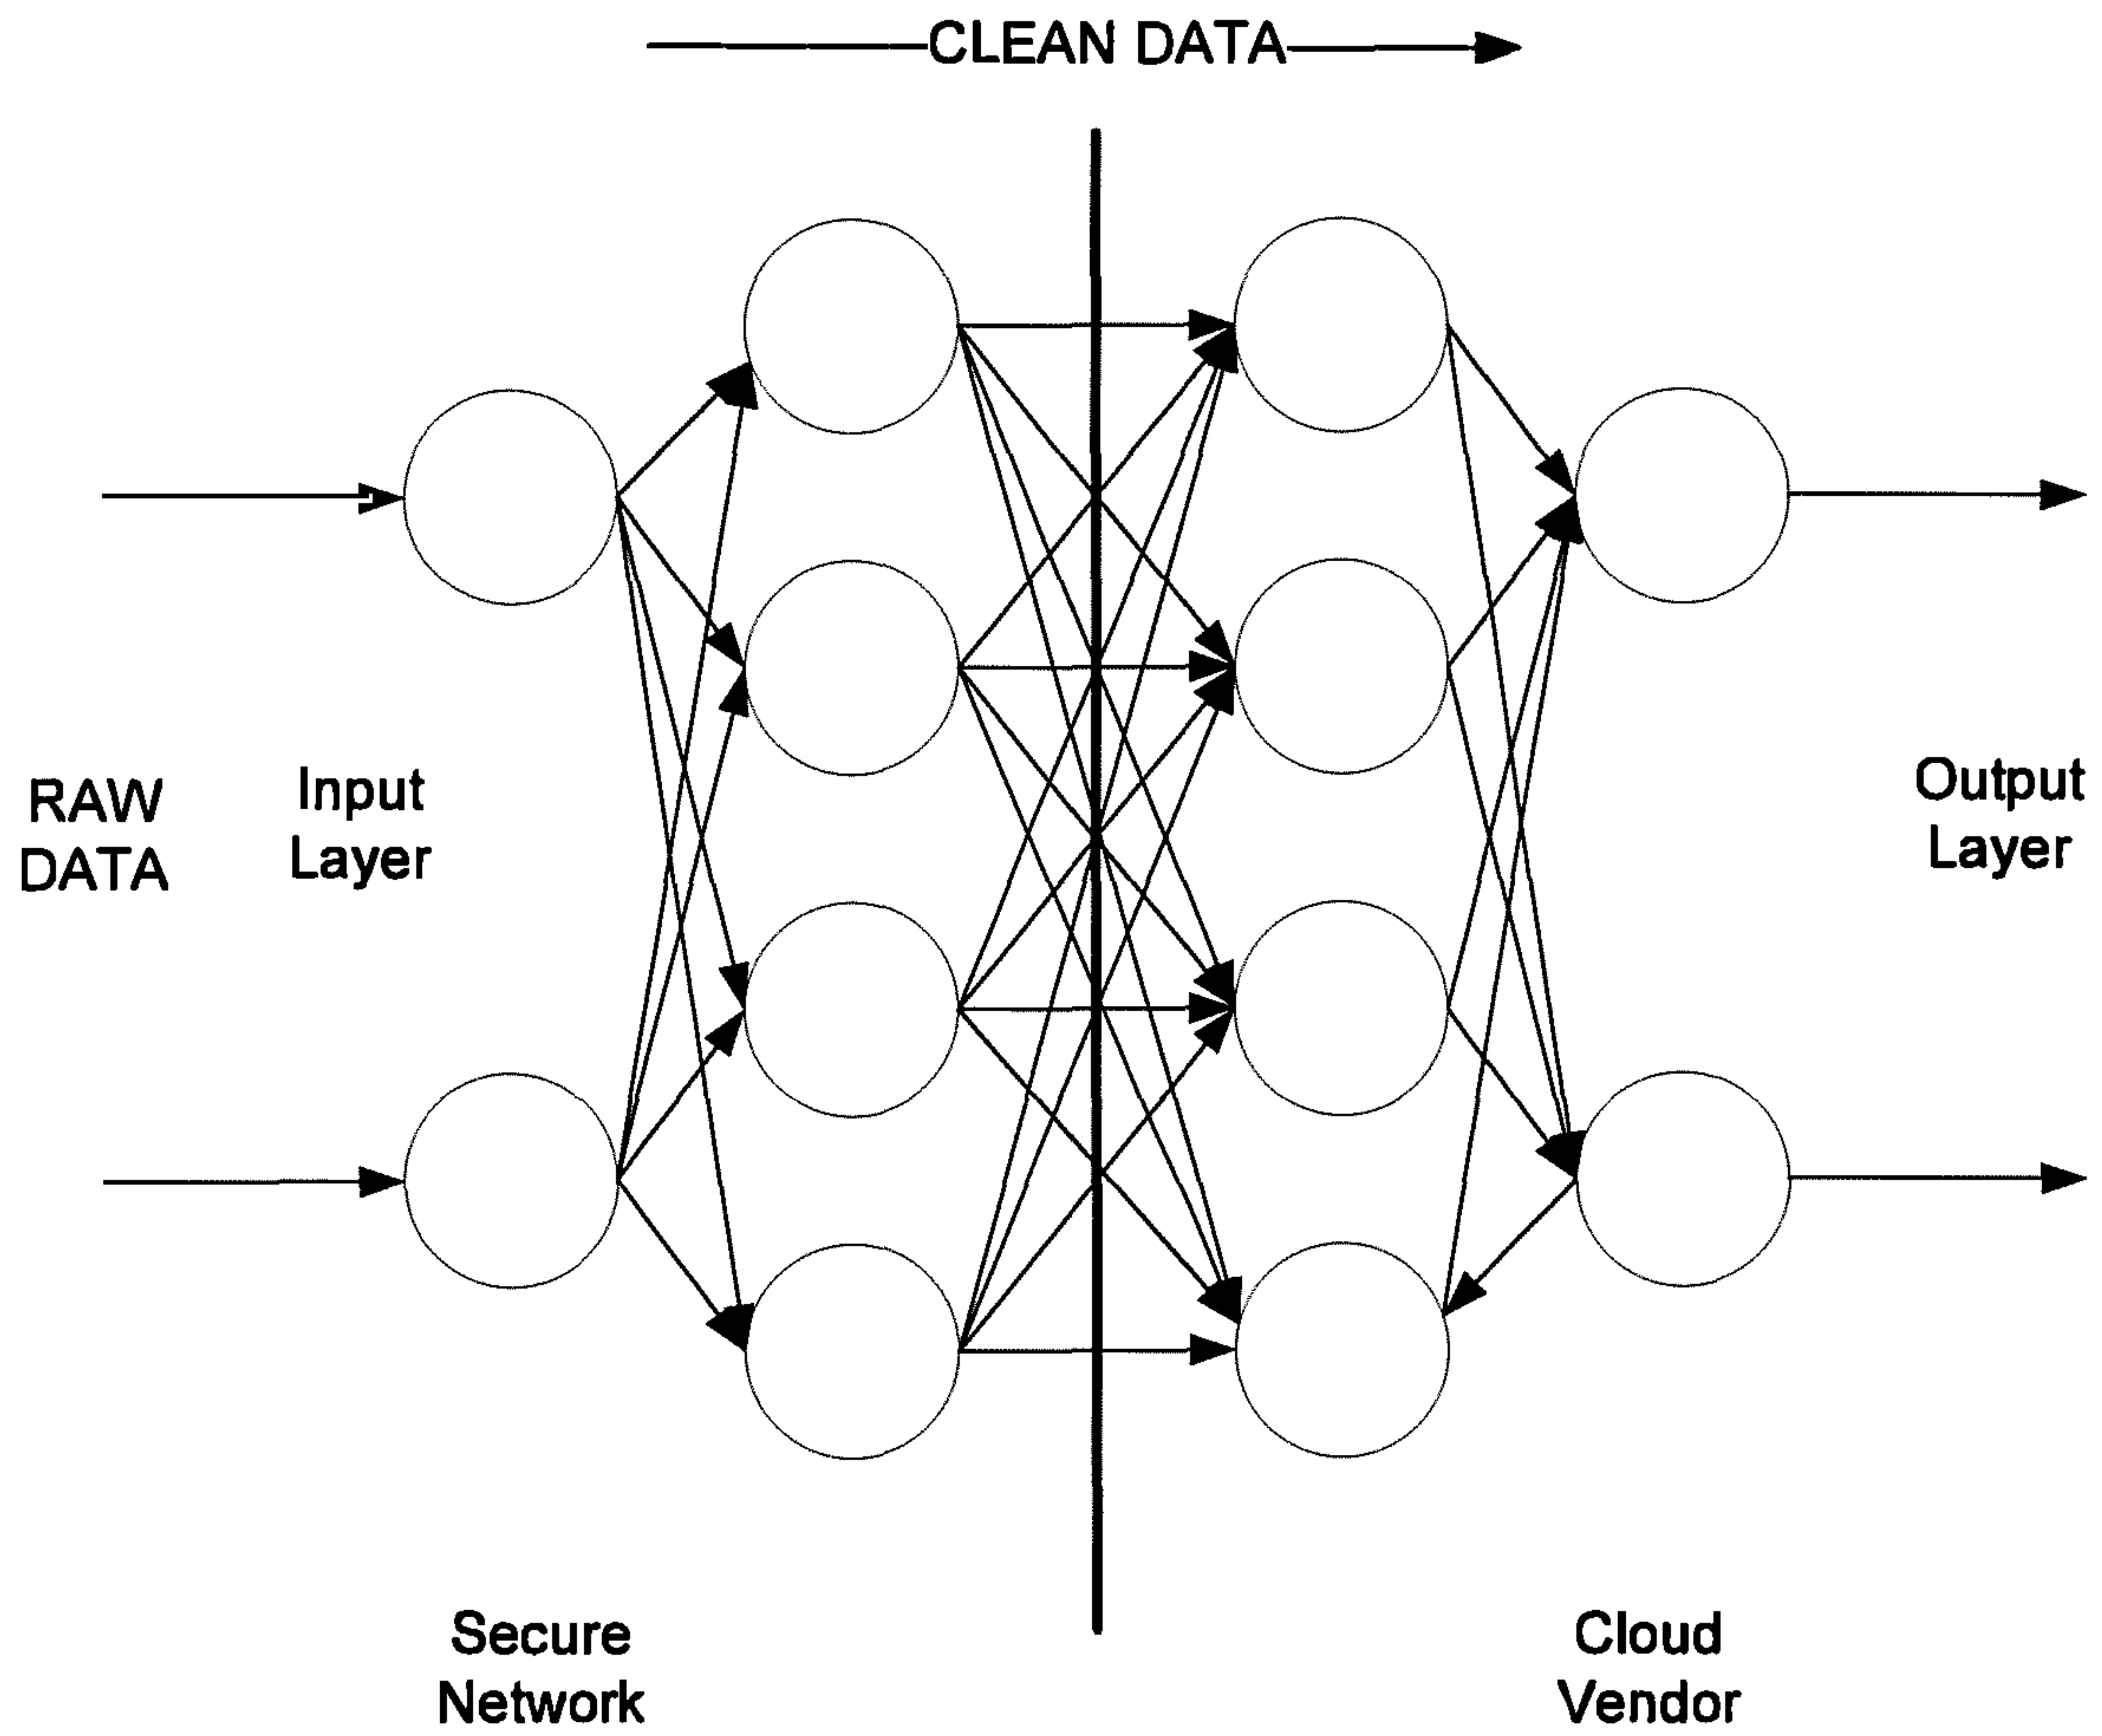 CLEAN DATA
RAW
DATA
Input
Layer
Output
Layer
Secure
Network
Cloud
Vendor